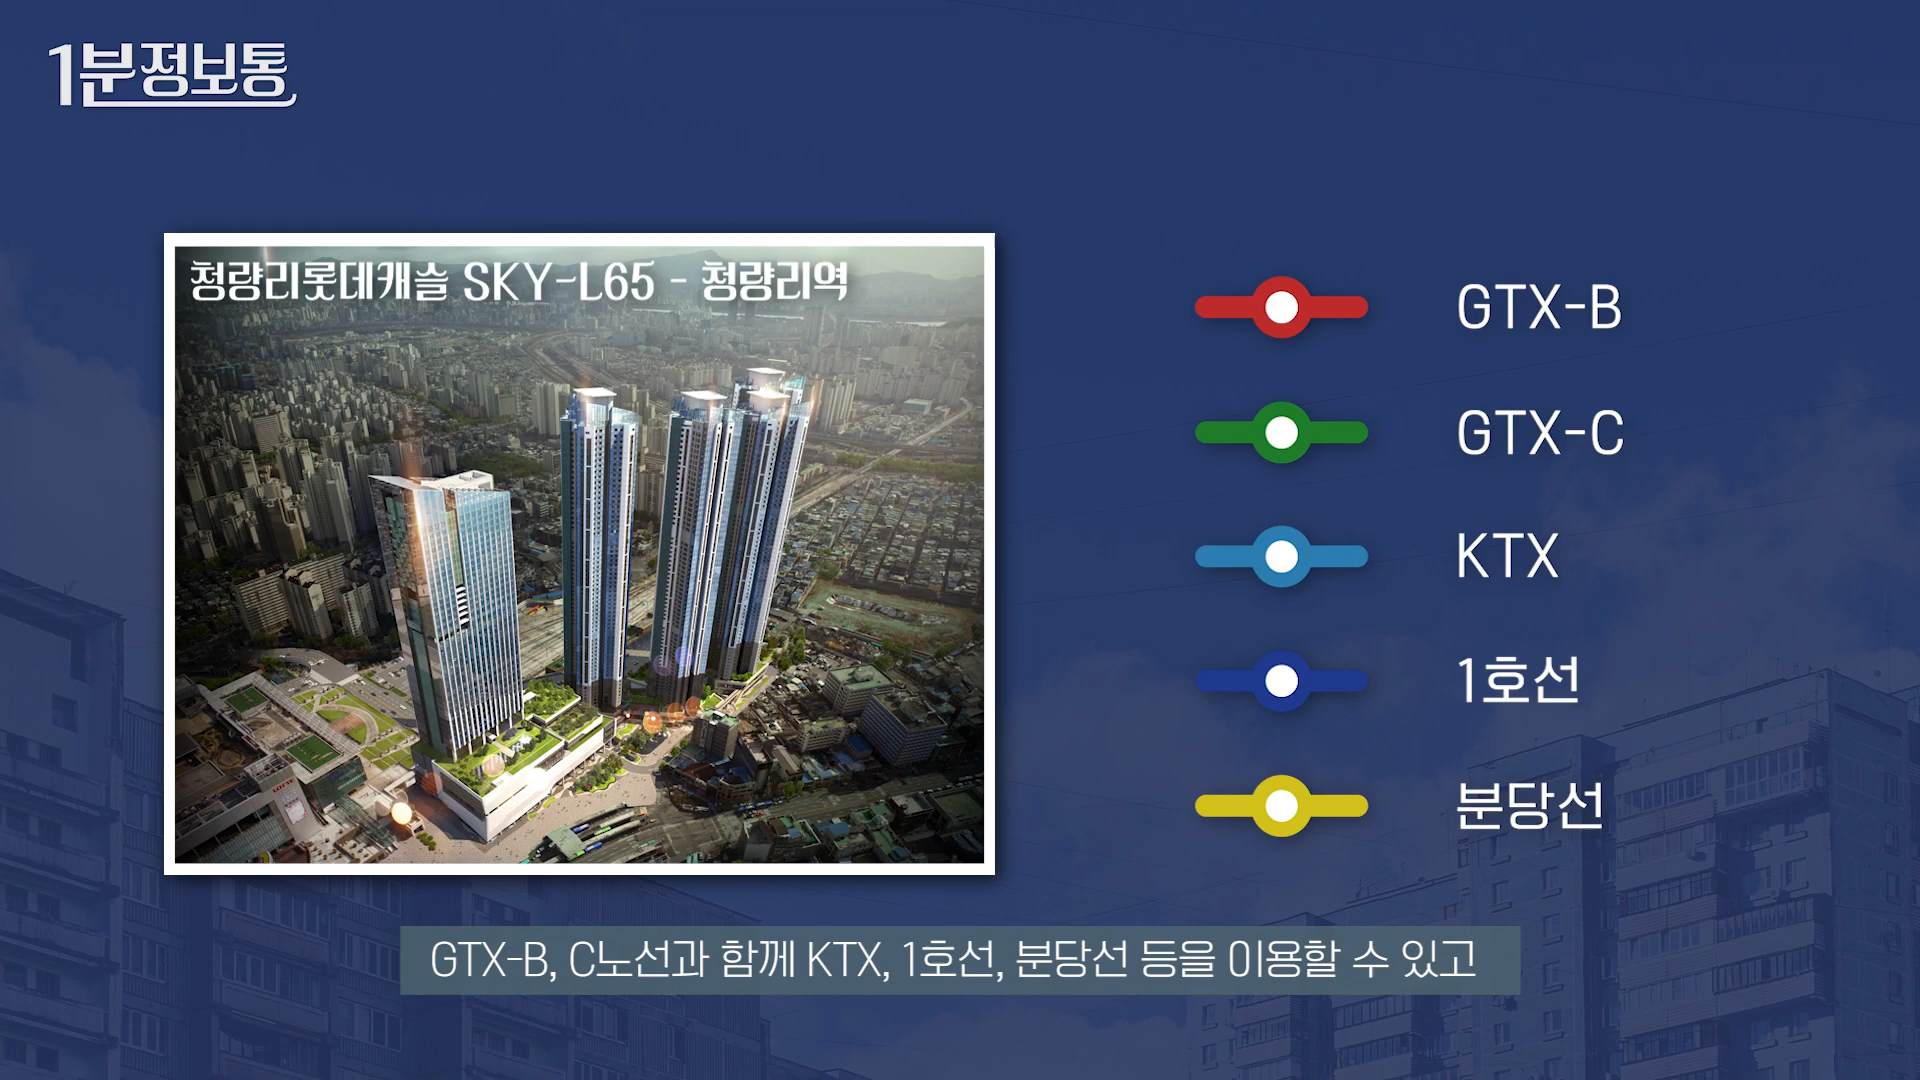 1분정보통
청량리롯데캐슬 SKY-L65 - 청량리역
GTX-B
GTX-C
KTX
1호선
분당선
LOTTE
GTX-B, C노선과 함께 KTX, 1호선, 분당선 등을 이용할 수 있고